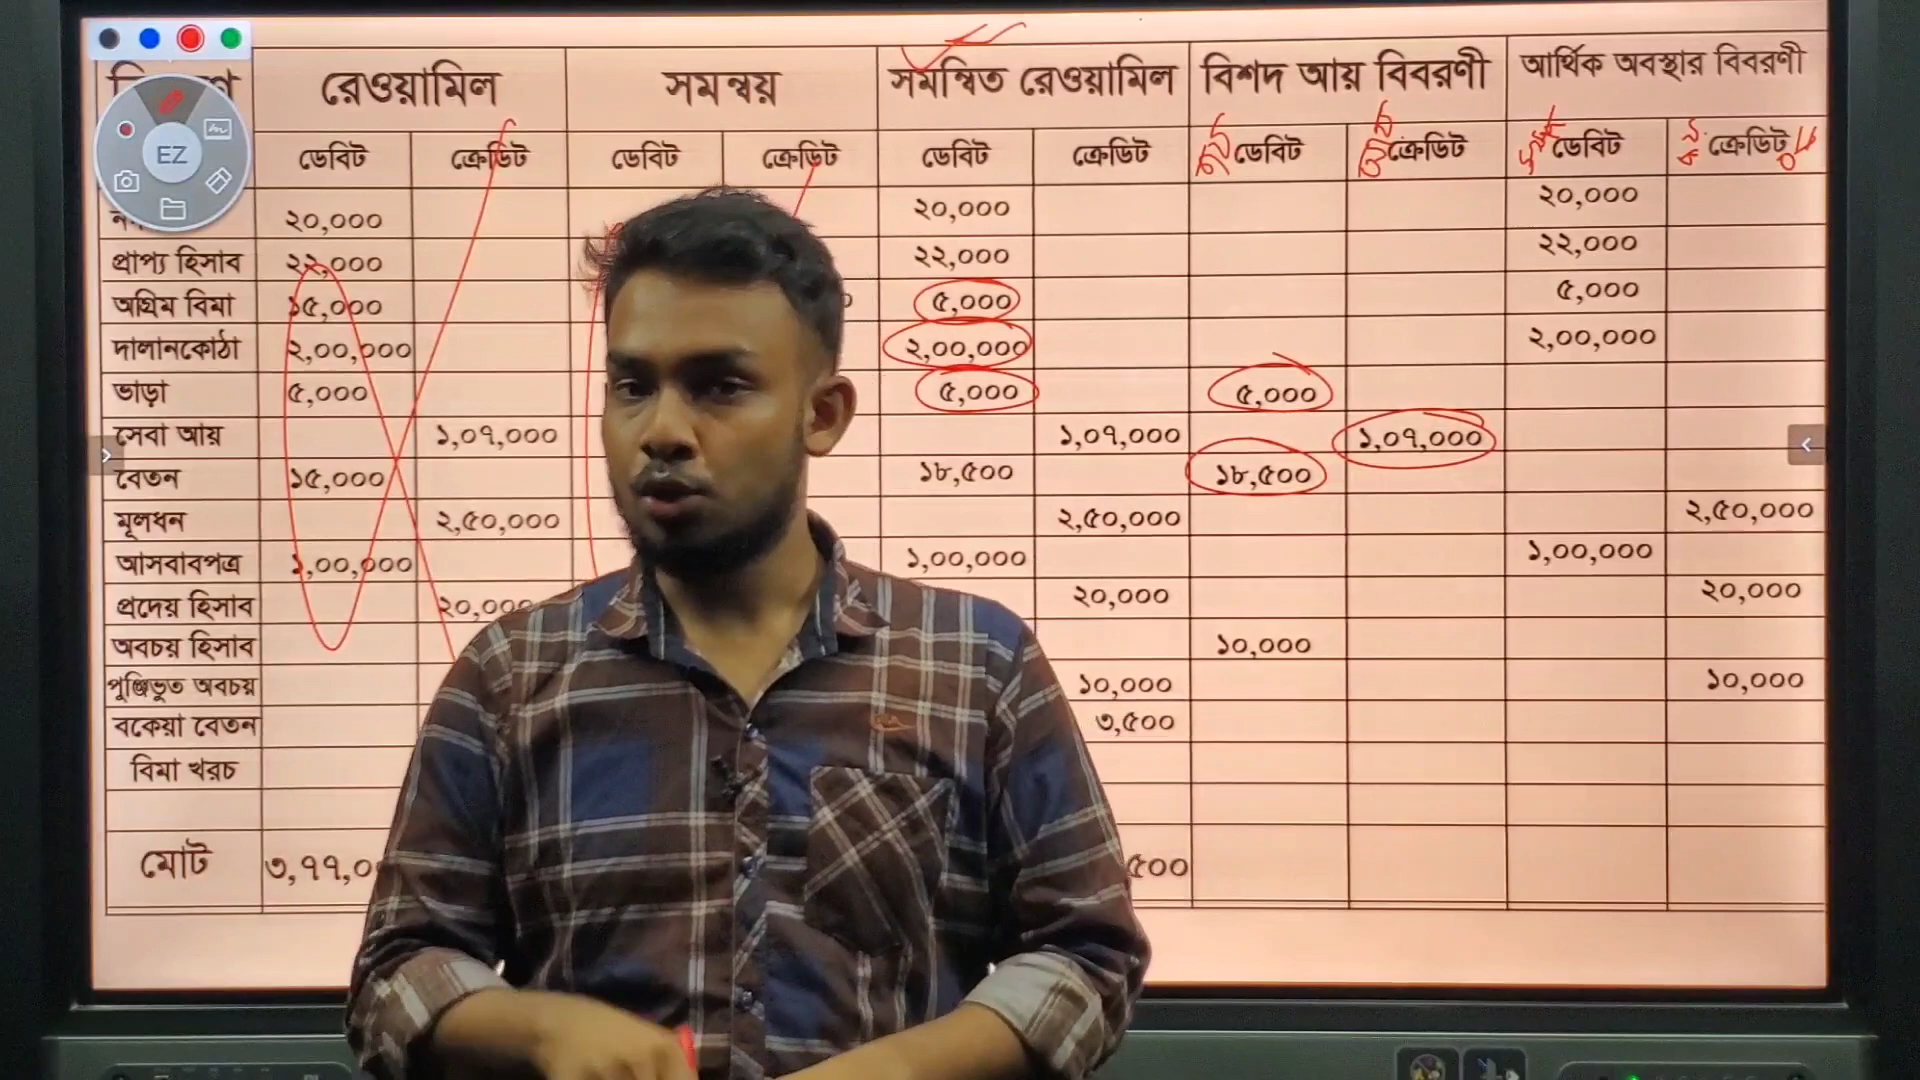 রেওয়ামিল সমন্বয় সমন্বিত রেওয়ামিল বিশদ আয় বিবরণী আর্থিক অবস্থার বিবরণী
EZ
ডেবিট ক্রেডিট ডেবিট ক্রেডিট ডেবিট ক্রেডিট ডেবিট ক্রেডিট ডেবিট ক্রেডিট
২০,০০০ ২০,০০০ ২০,০০০
প্রাপ্য হিসাব ২২,০০০ ২২,০০০ ২২,০০০
অগ্রিম বিমা ১৫,০০০ ৫,০০০ ৫,০০০
দালানকোঠা ২,০০,০০০ ২,০০,০০০ ২,০০,০০০
ভাড়া ৫,০০০ ৫,০০০ ৫,০০০
সেবা আয় ১,০৭,০০০ ১,০৭,০০০ ১,০৭,০০০
বেতন ১৫,০০০ ১৮,৫০০ ১৮,৫০০
মূলধন ২,৫০,০০০ ২,৫০,০০০ ২,৫০,০০০
আসবাবপত্র ১,০০,০০০ ১,০০,০০০ ১,০০,০০০
প্রদেয় হিসাব ২০,০০০ ২০,০০০ ২০,০০০
অবচয় হিসাব ১০,০০০
পুঞ্জিভুত অবচয় ১০,০০০ ১০,০০০
বকেয়া বেতন ৩,৫০০
বিমা খরচ
মোট ৩,৭৭,০ ৫০০